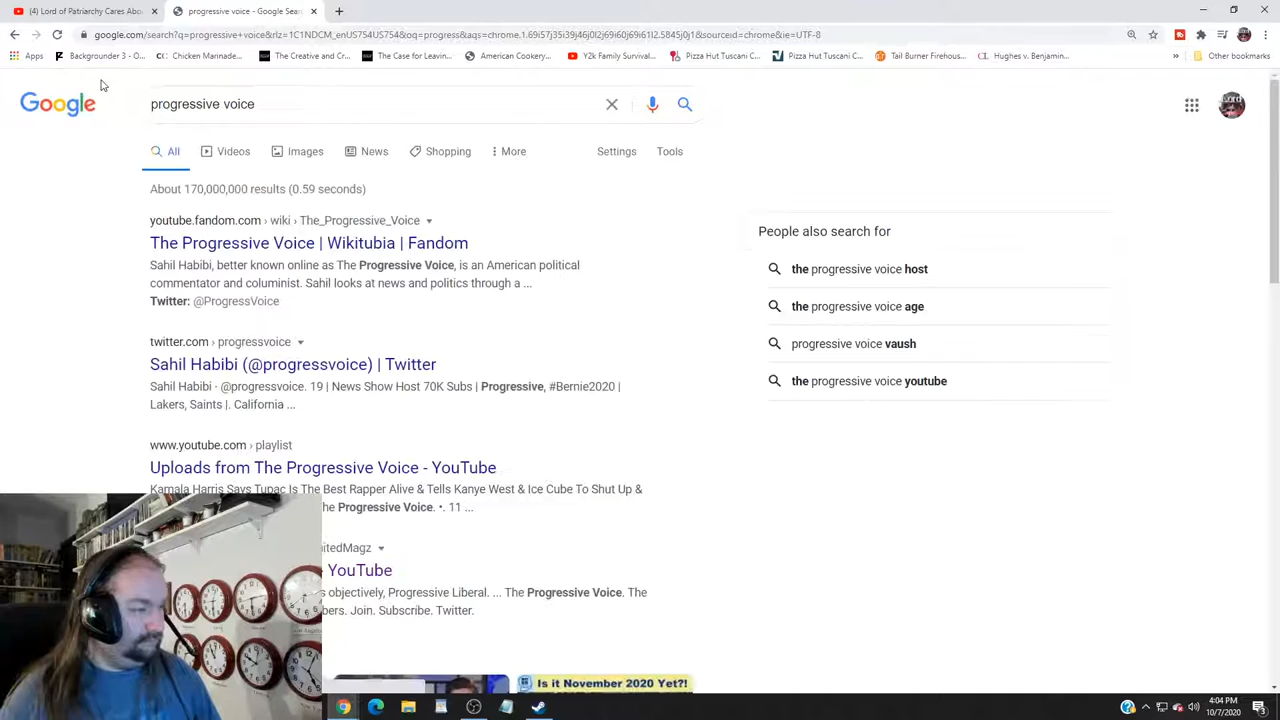 (4) Lord of Patriarchy Cares Abo
progressive voice - Google Sear
google.com/search?q=progressive+voice&rlz=1C1NDCM_enUS754US754&oq=progress&aqs=chrome.1.69i57j35i39j46l0j2j69i60j69i61l2.5845j0j1&sourceid=chrome&ie=UTF-8
Apps
Backgrounder 3 - O...
Chicken Marinade...
The Creative and Cr...
The Case for Leavin...
American Cookery...
Y2k Family Survival...
Pizza Hut Tuscani C...
Pizza Hut Tuscani C...
Tail Burner Firehous...
Hughes v. Benjamin...
»
Other bookmarks
Google
progressive voice
All
Videos
Images
News
Shopping
More
Settings
Tools
About 170,000,000 results (0.59 seconds)
youtube.fandom.com › wiki › The_Progressive_Voice
The Progressive Voice | Wikitubia | Fandom
Sahil Habibi, better known online as The Progressive Voice, is an American political
commentator and columinist. Sahil looks at news and politics through a ...
Twitter: @ProgressVoice
twitter.com › progressvoice
Sahil Habibi (@progressvoice) | Twitter
Sahil Habibi · @progressvoice. 19 | News Show Host 70K Subs | Progressive, #Bernie2020 |
Lakers, Saints |. California ...
www.youtube.com › playlist
Uploads from The Progressive Voice - YouTube
Kamala Harris Says Tupac Is The Best Rapper Alive & Tells Kanye West & Ice Cube To Shut Up &
Progressive Voice. •. 11 ...
nitedMagz
YouTube
s objectively, Progressive Liberal. ... The Progressive Voice. The
bers. Join. Subscribe. Twitter.
Is it November 2020 Yet?!
People also search for
the progressive voice host
the progressive voice age
progressive voice vaush
the progressive voice youtube
4:04 PM
10/7/2020